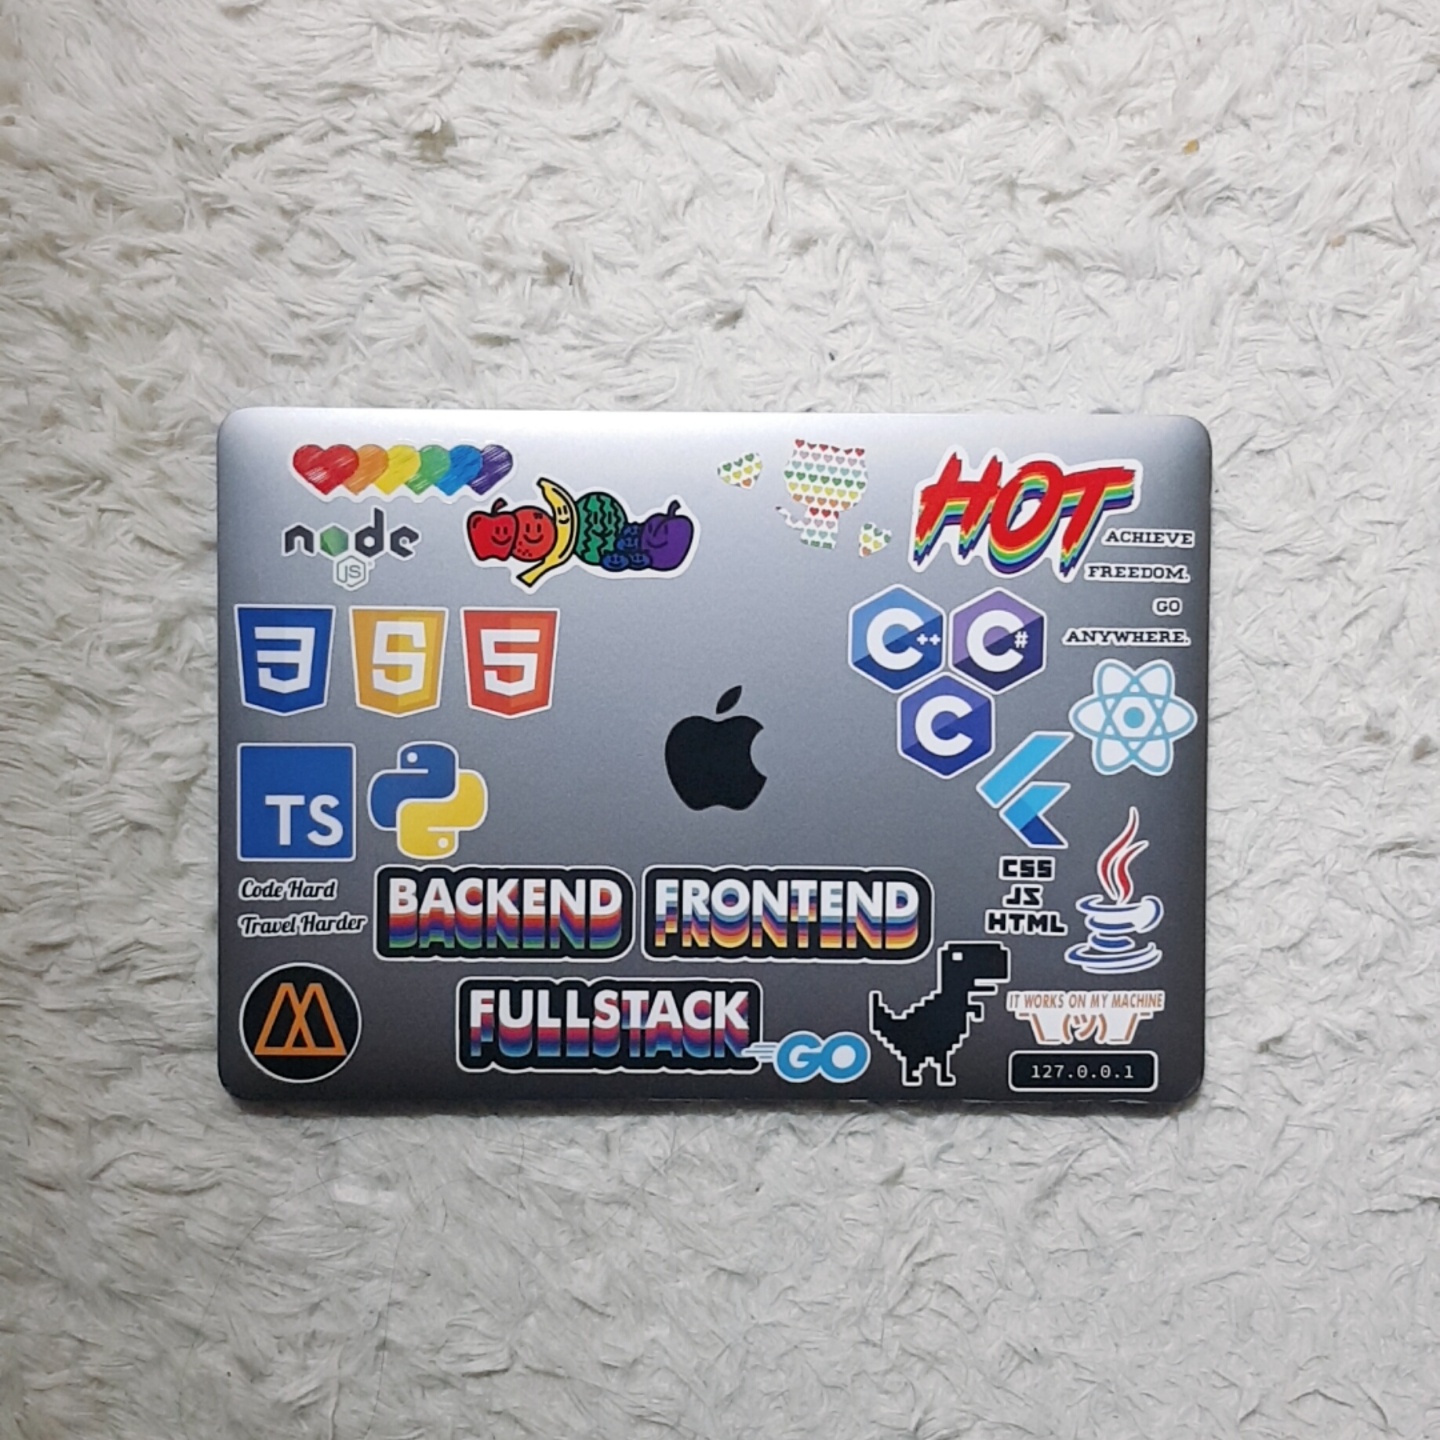 HOT
node
JS
ACHIEVE
FREEDOM.
GO
ANYWHERE.
3
S
5
C++
C#
C
TS
Code Hard
Travel Harder
BACKEND
FRONTEND
CSS
JS
HTML
FULLSTACK
GO
IT WORKS ON MY MACHINE
¯\_(ツ)_/¯
127.0.0.1